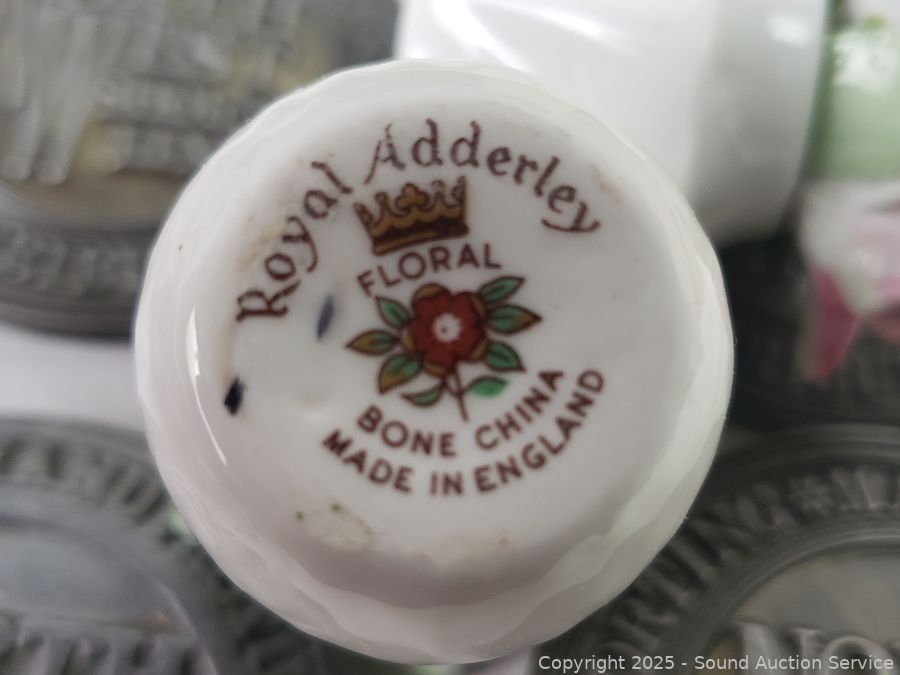 Royal Adderley
FLORAL
BONE CHINA
MADE IN ENGLAND
Copyright © 2025 - Sound Auction Service